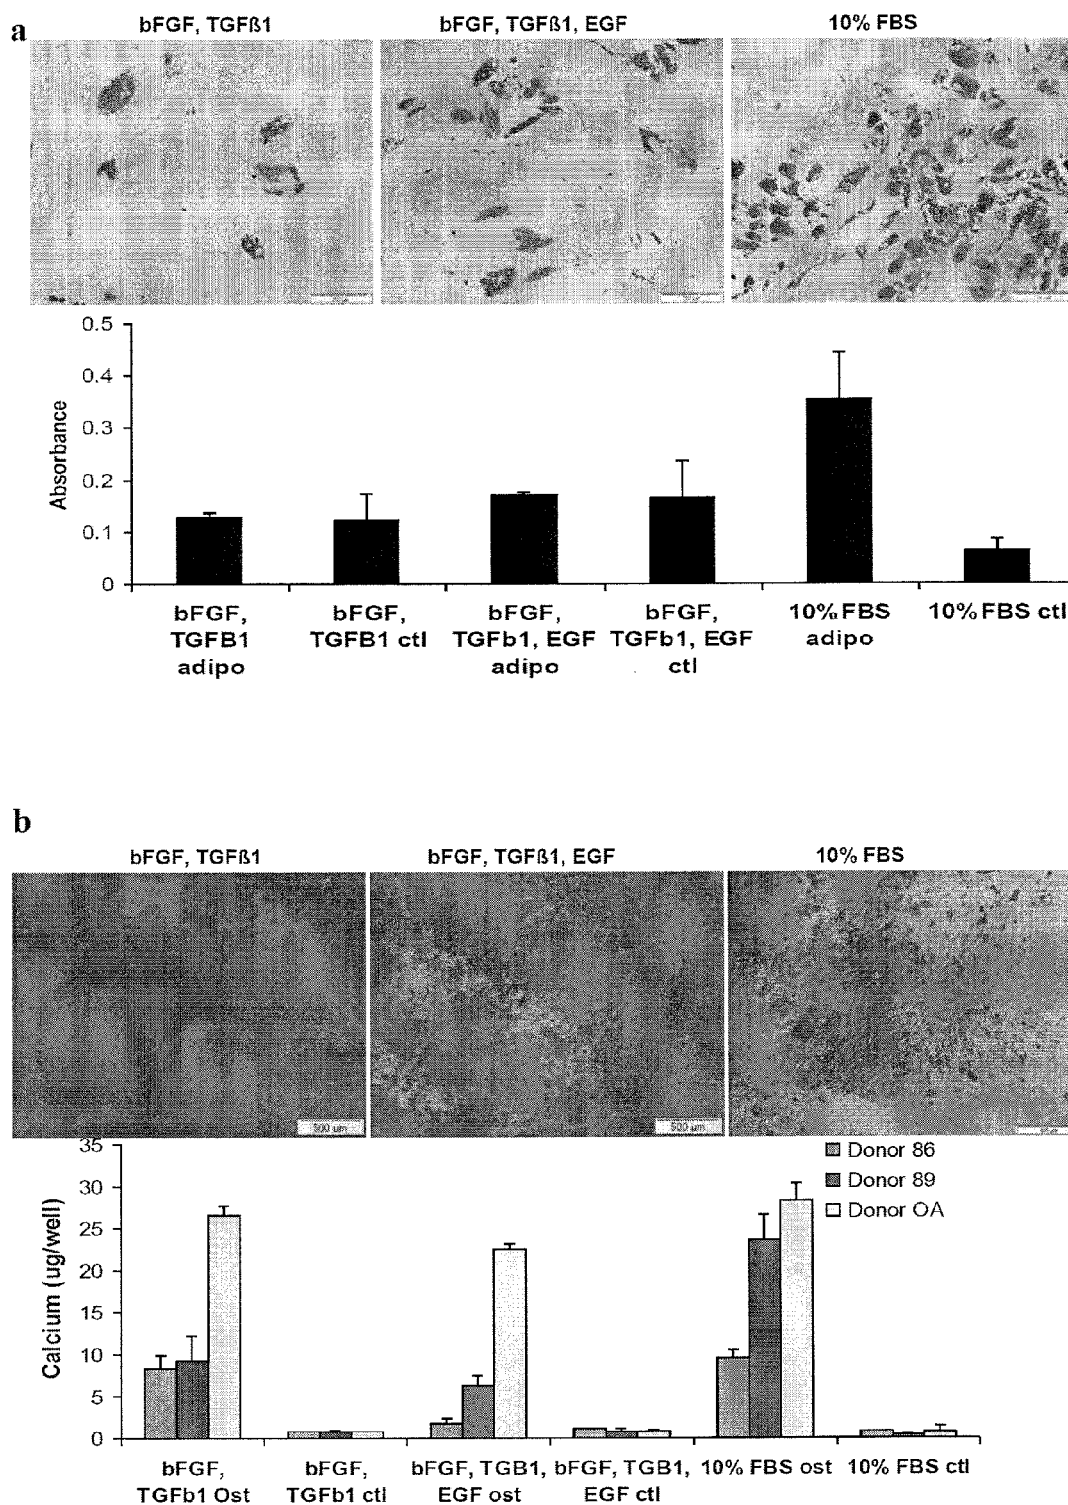 a
bFGF, TGFß1
bFGF, TGFß1, EGF
10% FBS
0.5
0.4
0.3
0.2
0.1
0
Absorbance
bFGF,
TGFB1
adipo
bFGF,
TGFB1 ctl
bFGF,
TGFb1, EGF
adipo
bFGF,
TGFb1, EGF
ctl
10% FBS
adipo
10% FBS ctl
b
bFGF, TGFß1
bFGF, TGFß1, EGF
10% FBS
500 um
500 um
35
30
25
20
15
10
5
0
Calcium (ug/well)
Donor 86
Donor 89
Donor OA
bFGF,
TGFb1 Ost
bFGF,
TGFb1 ctl
bFGF, TGB1,
EGF ost
bFGF, TGB1,
EGF ctl
10% FBS ost
10% FBS ctl